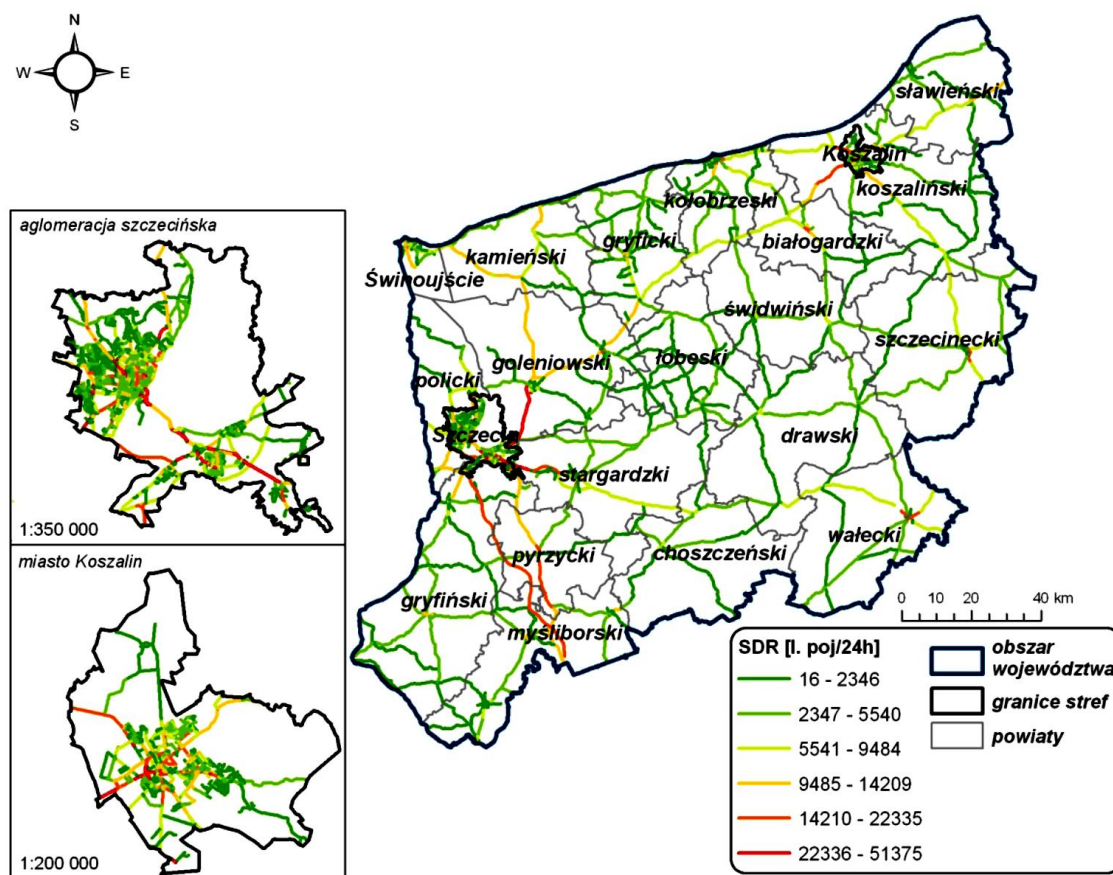 N
W
E
S
aglomeracja szczecińska
1:350 000
miasto Koszalin
1:200 000
sławieński
Koszalin
koszaliński
kołobrzeski
gryficki
białogardzki
kamieński
Świnoujście
świdwiński
szczecinecki
goleniowski
łobeski
policki
Szczecin
drawski
stargardzki
wałecki
pyrzycki
choszczeński
gryfiński
myśliborski
0 10 20 40 km
SDR [l. poj/24h]
16 - 2346
2347 - 5540
5541 - 9484
9485 - 14209
14210 - 22335
22336 - 51375
obszar
województwa
granice stref
powiaty